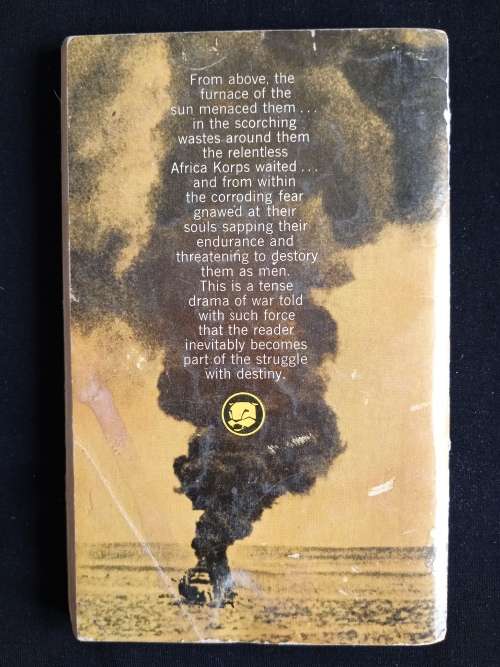 From above, the
furnace of the
sun menaced them...
in the scorching
wastes around them
the relentless
Africa Korps waited...
and from within
the corroding fear
gnawed at their
souls sapping their
endurance and
threatening to destory
them as men.
This is a tense
drama of war told
with such force
that the reader
inevitably becomes
part of the struggle
with destiny.